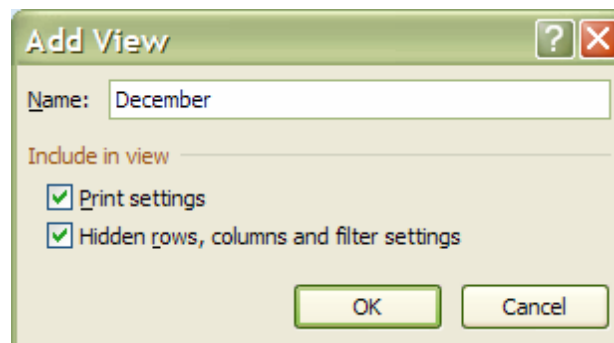 Add View
Name: December
Include in view
Print settings
Hidden rows, columns and filter settings
OK Cancel